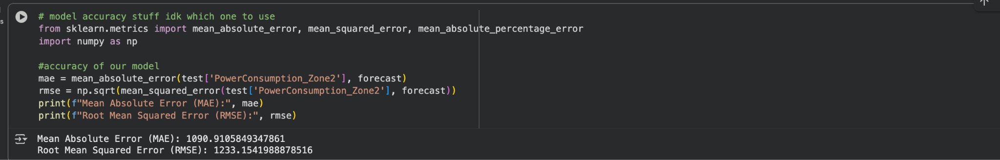 s
# model accuracy stuff idk which one to use
from sklearn.metrics import mean_absolute_error, mean_squared_error, mean_absolute_percentage_error
import numpy as np
#accuracy of our model
mae = mean_absolute_error(test['PowerConsumption_Zone2'], forecast)
rmse = np.sqrt(mean_squared_error(test['PowerConsumption_Zone2'], forecast))
print(f"Mean Absolute Error (MAE):", mae)
print(f"Root Mean Squared Error (RMSE):", rmse)
Mean Absolute Error (MAE): 1090.9105849347861
Root Mean Squared Error (RMSE): 1233.1541988878516